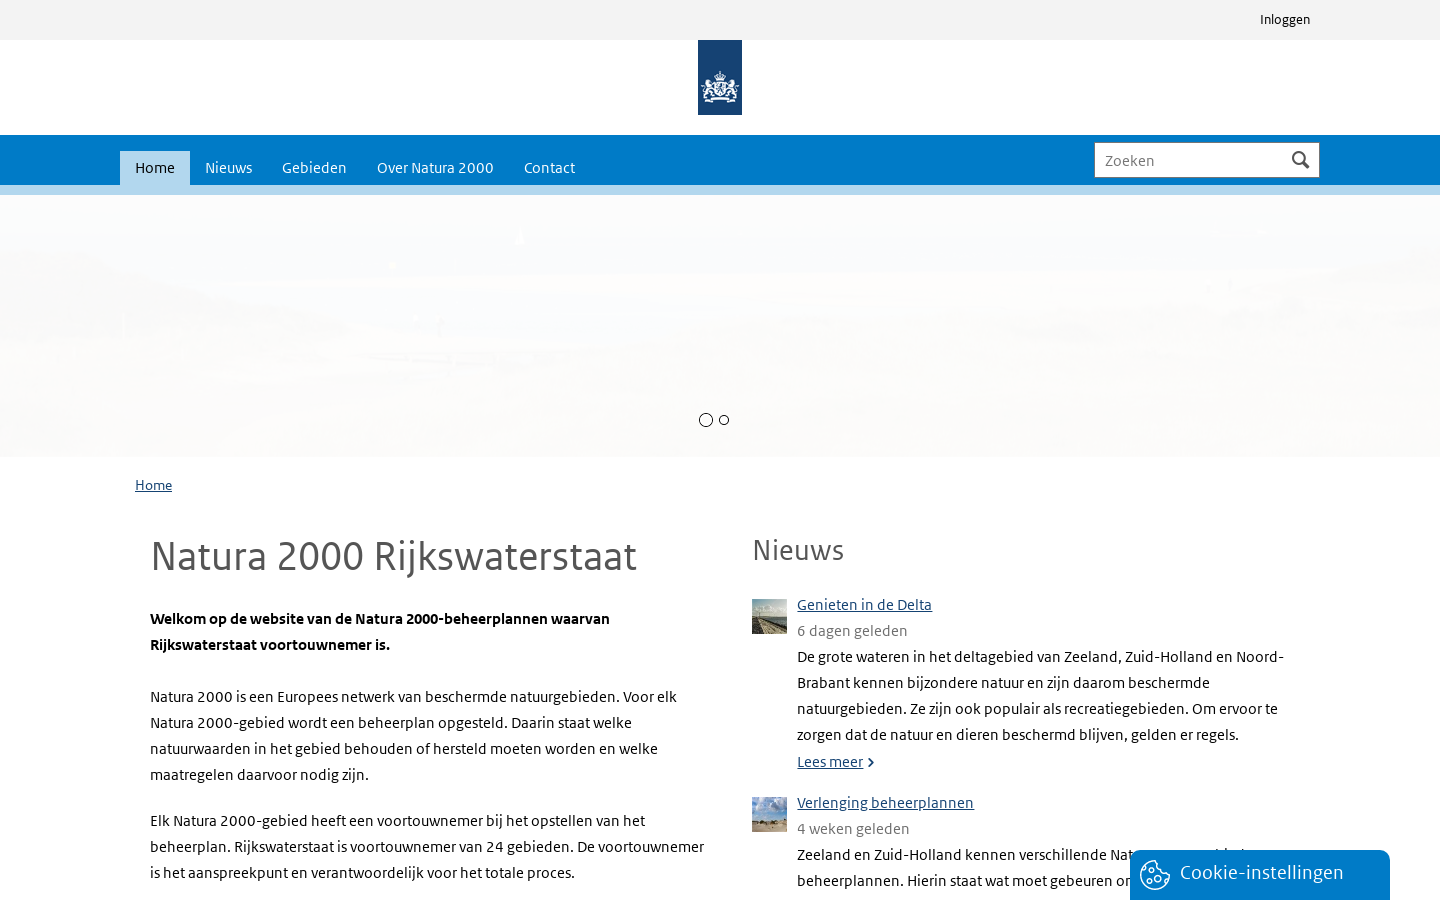 Inloggen
Home
Nieuws
Gebieden
Over Natura 2000
Contact
Zoeken
Home
Natura 2000 Rijkswaterstaat
Welkom op de website van de Natura 2000-beheerplannen waarvan
Rijkswaterstaat voortouwnemer is.
Natura 2000 is een Europees netwerk van beschermde natuurgebieden. Voor elk
Natura 2000-gebied wordt een beheerplan opgesteld. Daarin staat welke
natuurwaarden in het gebied behouden of hersteld moeten worden en welke
maatregelen daarvoor nodig zijn.
Elk Natura 2000-gebied heeft een voortouwnemer bij het opstellen van het
beheerplan. Rijkswaterstaat is voortouwnemer van 24 gebieden. De voortouwnemer
is het aanspreekpunt en verantwoordelijk voor het totale proces.
Nieuws
Genieten in de Delta
6 dagen geleden
De grote wateren in het deltagebied van Zeeland, Zuid-Holland en Noord-
Brabant kennen bijzondere natuur en zijn daarom beschermde
natuurgebieden. Ze zijn ook populair als recreatiegebieden. Om ervoor te
zorgen dat de natuur en dieren beschermd blijven, gelden er regels.
Lees meer
Verlenging beheerplannen
4 weken geleden
Zeeland en Zuid-Holland kennen verschillende
beheerplannen. Hierin staat wat moet gebeuren
Cookie-instellingen